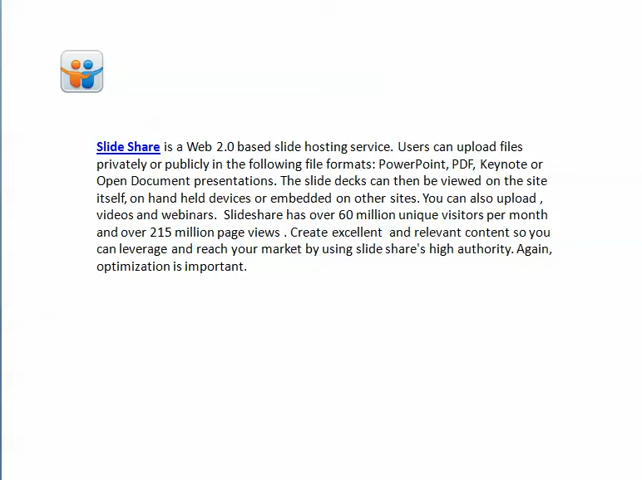 Slide Share is a Web 2.0 based slide hosting service. Users can upload files
privately or publicly in the following file formats: PowerPoint, PDF, Keynote or
Open Document presentations. The slide decks can then be viewed on the site
itself, on hand held devices or embedded on other sites. You can also upload ,
videos and webinars.  Slideshare has over 60 million unique visitors per month
and over 215 million page views . Create excellent  and relevant content so you
can leverage and reach your market by using slide share's high authority. Again,
optimization is important.